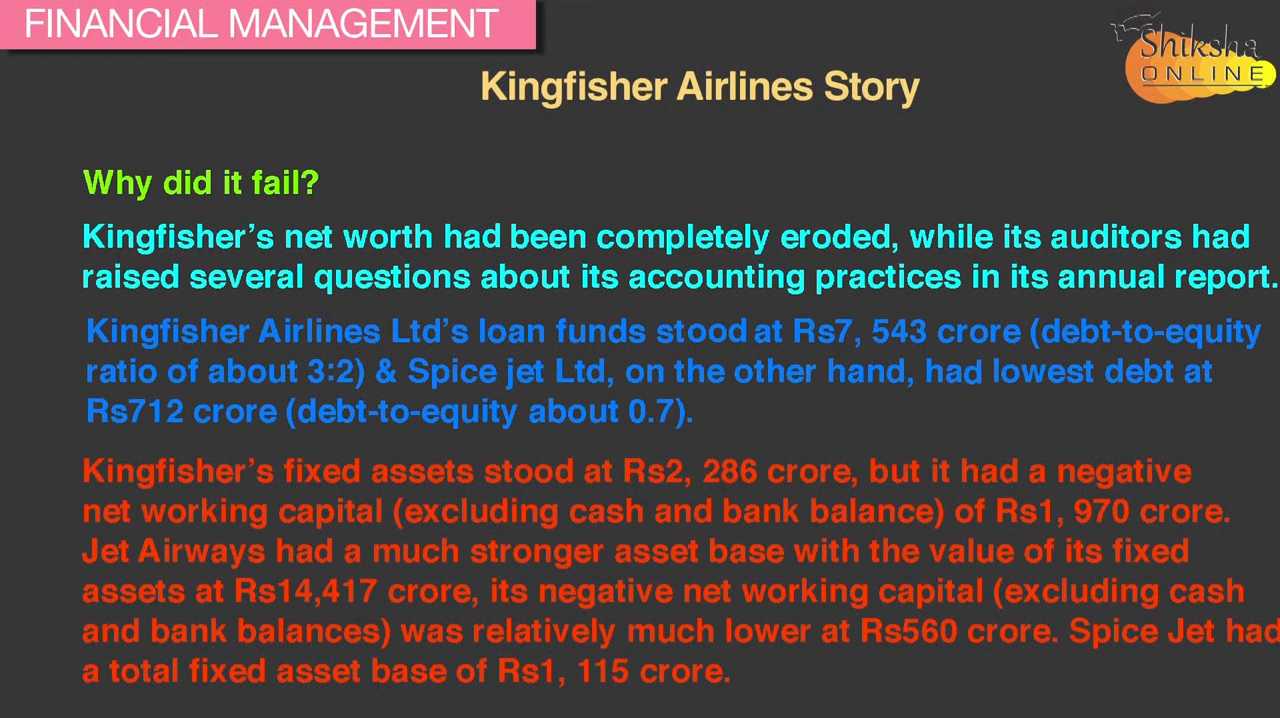 FINANCIAL MANAGEMENT
Shiksha
ONLINE
Kingfisher Airlines Story
Why did it fail?
Kingfisher's net worth had been completely eroded, while its auditors had
raised several questions about its accounting practices in its annual report.
Kingfisher Airlines Ltd's loan funds stood at Rs7, 543 crore (debt-to-equity
ratio of about 3:2) & Spice jet Ltd, on the other hand, had lowest debt at
Rs712 crore (debt-to-equity about 0.7).
Kingfisher's fixed assets stood at Rs2, 286 crore, but it had a negative
net working capital (excluding cash and bank balance) of Rs1, 970 crore.
Jet Airways had a much stronger asset base with the value of its fixed
assets at Rs14,417 crore, its negative net working capital (excluding cash
and bank balances) was relatively much lower at Rs560 crore. Spice Jet had
a total fixed asset base of Rs1, 115 crore.